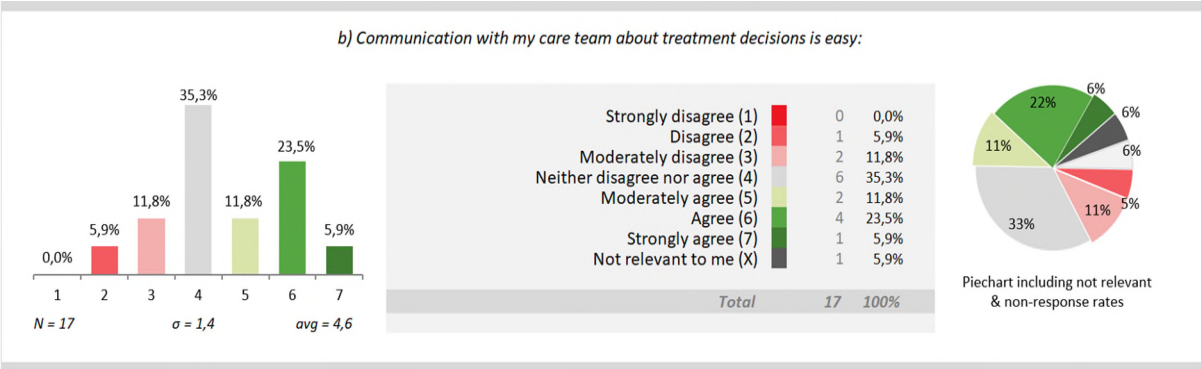 b) Communication with my care team about treatment decisions is easy:
35,3%
23,5%
11,8%
11,8%
5,9%
5,9%
0,0%
1 2 3 4 5 6 7
N = 17 σ = 1,4 avg = 4,6
Strongly disagree (1) 0 0,0%
Disagree (2) 1 5,9%
Moderately disagree (3) 2 11,8%
Neither disagree nor agree (4) 6 35,3%
Moderately agree (5) 2 11,8%
Agree (6) 4 23,5%
Strongly agree (7) 1 5,9%
Not relevant to me (X) 1 5,9%
Total 17 100%
6%
22%
6%
11%
6%
5%
11%
33%
Piechart including not relevant
& non-response rates